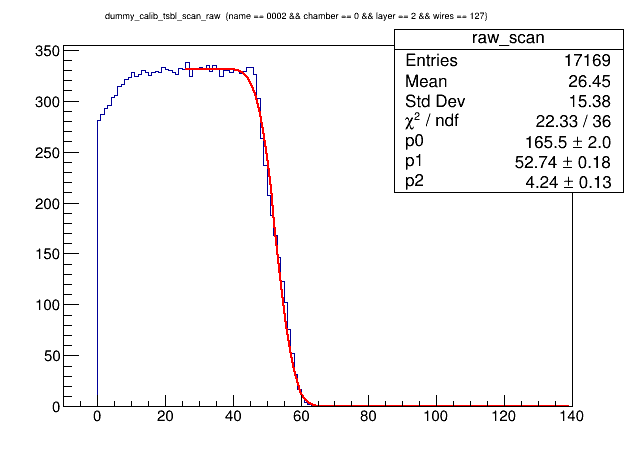 dummy_calib_tsbl_scan_raw (name == 0002 && chamber == 0 && layer == 2 && wires == 127)
raw_scan
Entries 17169
Mean 26.45
Std Dev 15.38
χ² / ndf 22.33 / 36
p0 165.5 ± 2.0
p1 52.74 ± 0.18
p2 4.24 ± 0.13
350
300
250
200
150
100
50
0
0 20 40 60 80 100 120 140